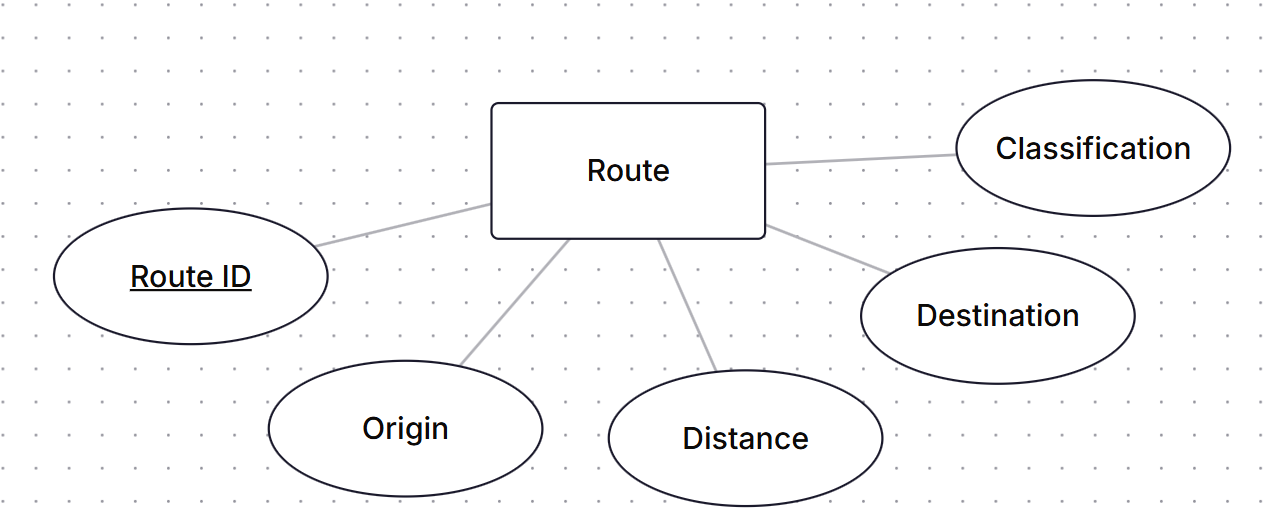 Route
Classification
Route ID
Destination
Origin
Distance